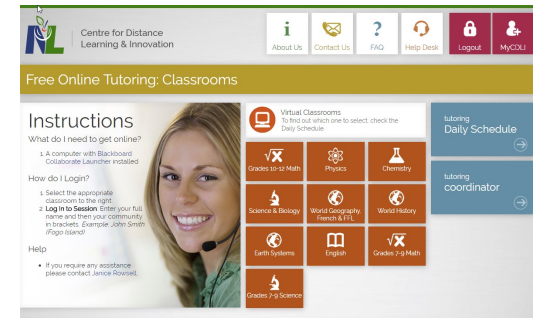 NL
Centre for Distance
Learning & Innovation
i
About Us
Contact Us
?
FAQ
Help Desk
Logout
MyCDLI
Free Online Tutoring: Classrooms
Instructions
What do I need to get online?
1. A computer with Blackboard
Collaborate Launcher installed
How do I Login?
1. Select the appropriate
classroom to the right.
2. Log In to Session. Enter your full
name and then your community
in brackets. Example, John Smith
(Fogo Island)
Help
• If you require any assistance
please contact Janice Rowsell.
Virtual Classrooms
To find out which one to select, check the
Daily Schedule.
√x
Grades 10-12 Math
Physics
Chemistry
Science & Biology
World Geography,
French & FFL
World History
Earth Systems
English
√x
Grades 7-9 Math
Grades 7-9 Science
tutoring
Daily Schedule
tutoring
coordinator